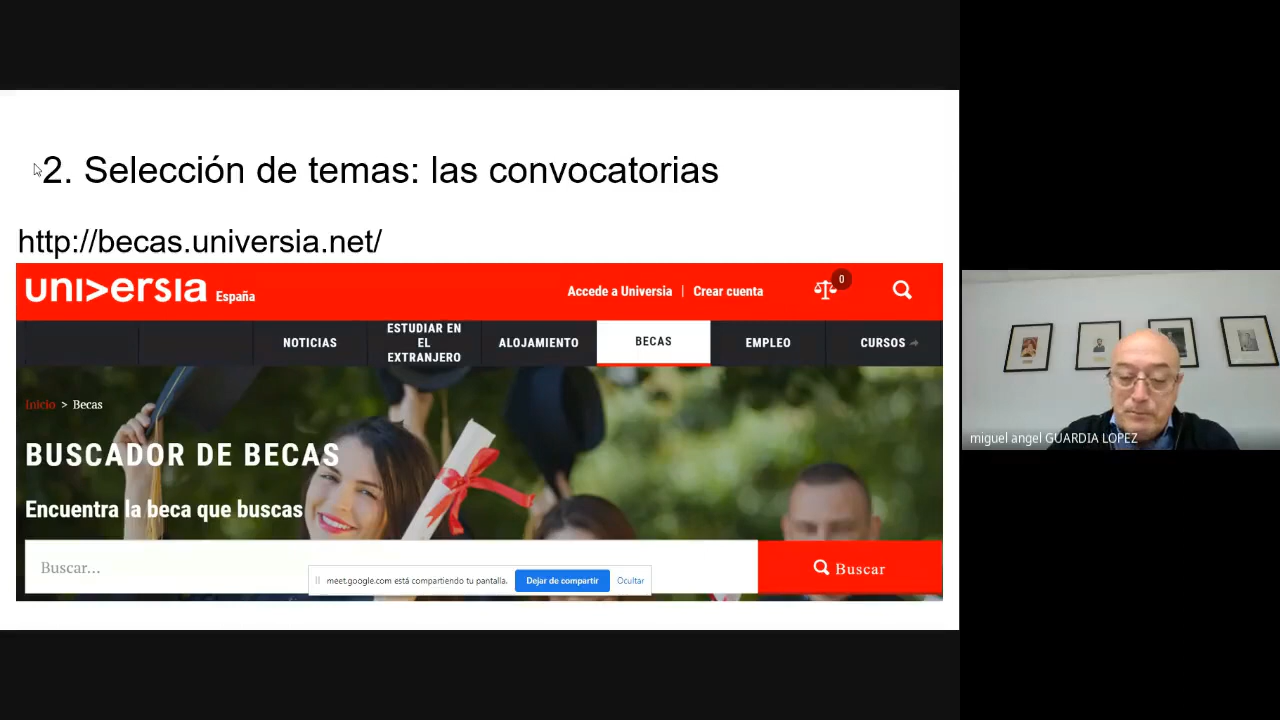 2. Selección de temas: las convocatorias
http://becas.universia.net/
universia España
Accede a Universia | Crear cuenta
0
NOTICIAS
ESTUDIAR EN
EL
EXTRANJERO
ALOJAMIENTO
BECAS
EMPLEO
CURSOS
Inicio > Becas
BUSCADOR DE BECAS
Encuentra la beca que buscas
Buscar...
Buscar
meet.google.com está compartiendo tu pantalla.
Dejar de compartir
Ocultar
miguel angel GUARDIA LOPEZ